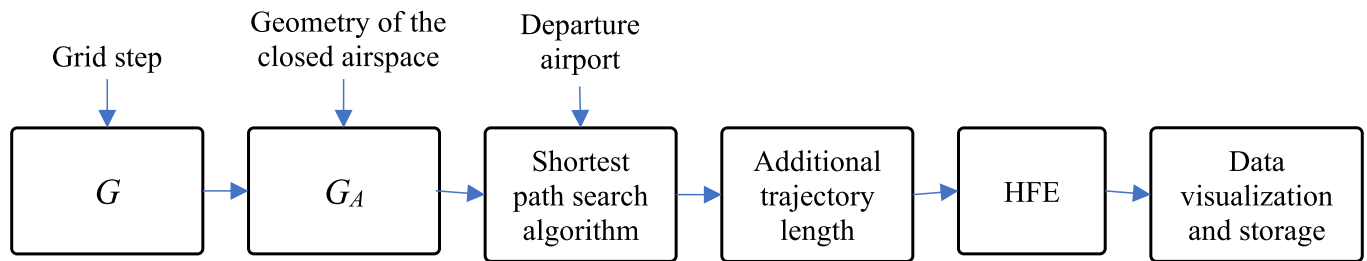 Grid step
Geometry of the
closed airspace
Departure
airport
G
G_A
Shortest
path search
algorithm
Additional
trajectory
length
HFE
Data
visualization
and storage